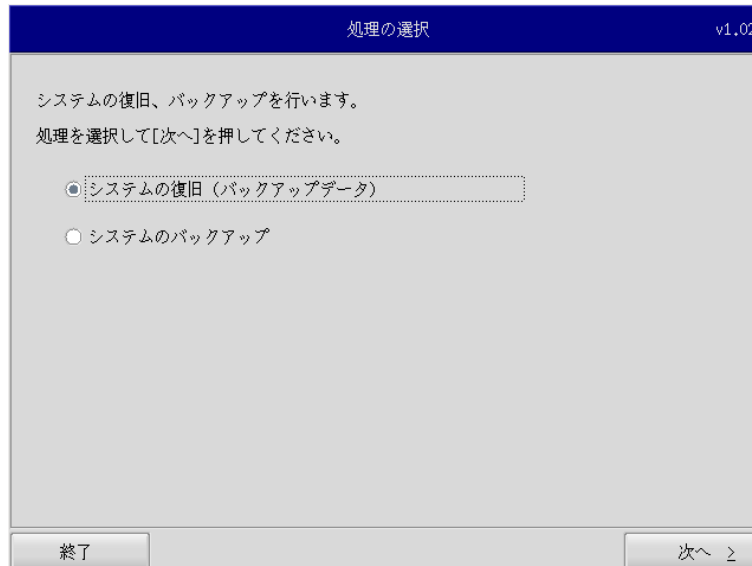 処理の選択
v1.02
システムの復旧、バックアップを行います。
処理を選択して[次へ]を押してください。
システムの復旧（バックアップデータ）
システムのバックアップ
終了
次へ ≥